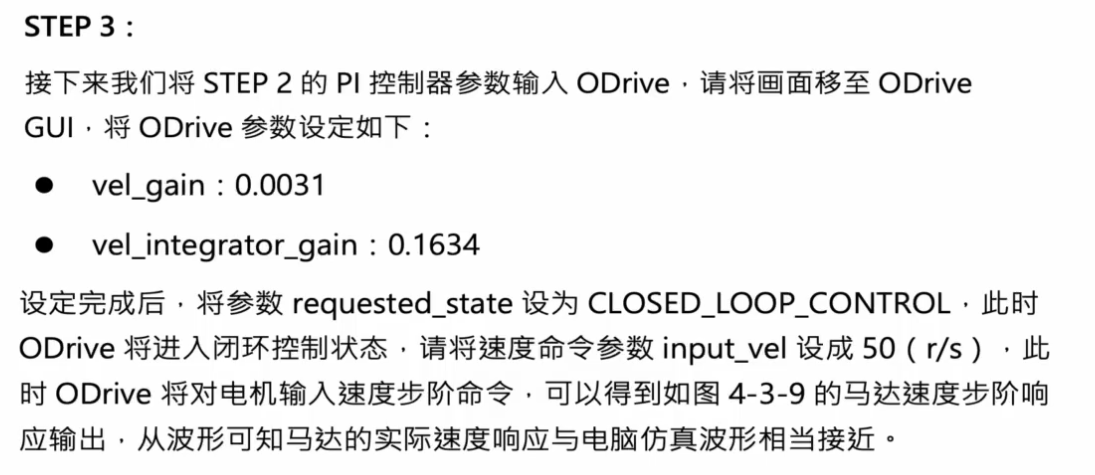 STEP 3：
接下来我们将 STEP 2 的 PI 控制器参数输入 ODrive，请将画面移至 ODrive
GUI，将 ODrive 参数设定如下：
● vel_gain：0.0031
● vel_integrator_gain：0.1634
设定完成后，将参数 requested_state 设为 CLOSED_LOOP_CONTROL，此时
ODrive 将进入闭环控制状态，请将速度命令参数 input_vel 设成 50（r/s），此
时 ODrive 将对电机输入速度步阶命令，可以得到如图 4-3-9 的马达速度步阶响
应输出，从波形可知马达的实际速度响应与电脑仿真波形相当接近。